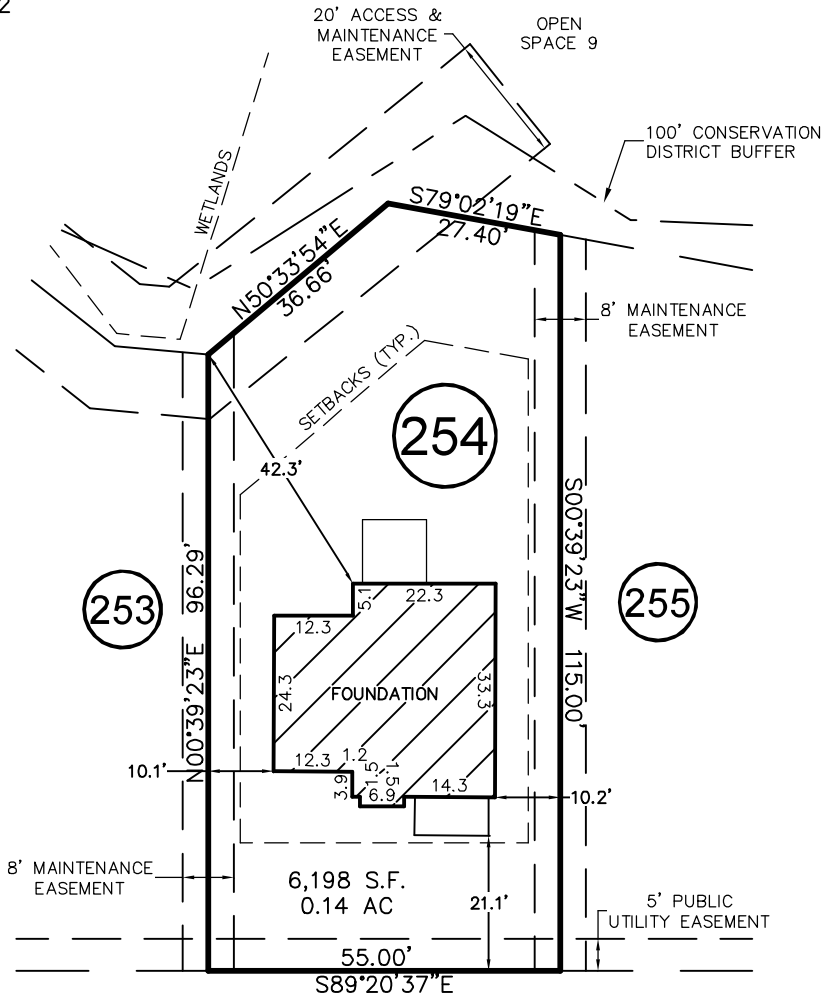 2
20' ACCESS &
MAINTENANCE
EASEMENT
OPEN
SPACE 9
100' CONSERVATION
DISTRICT BUFFER
WETLANDS
S79°02'19"E
27.40'
N50°33'54"E
36.66'
8' MAINTENANCE
EASEMENT
SETBACKS (TYP.)
254
42.3'
253
255
N00°39'23"E 96.29'
S00°39'23"W 115.00'
5.1
22.3
12.3
24.3
FOUNDATION
33.3
12.3
1.2
3.9
1.5
1.5
6.9
14.3
10.1'
10.2'
8' MAINTENANCE
EASEMENT
6,198 S.F.
0.14 AC
21.1'
5' PUBLIC
UTILITY EASEMENT
55.00'
S89°20'37"E